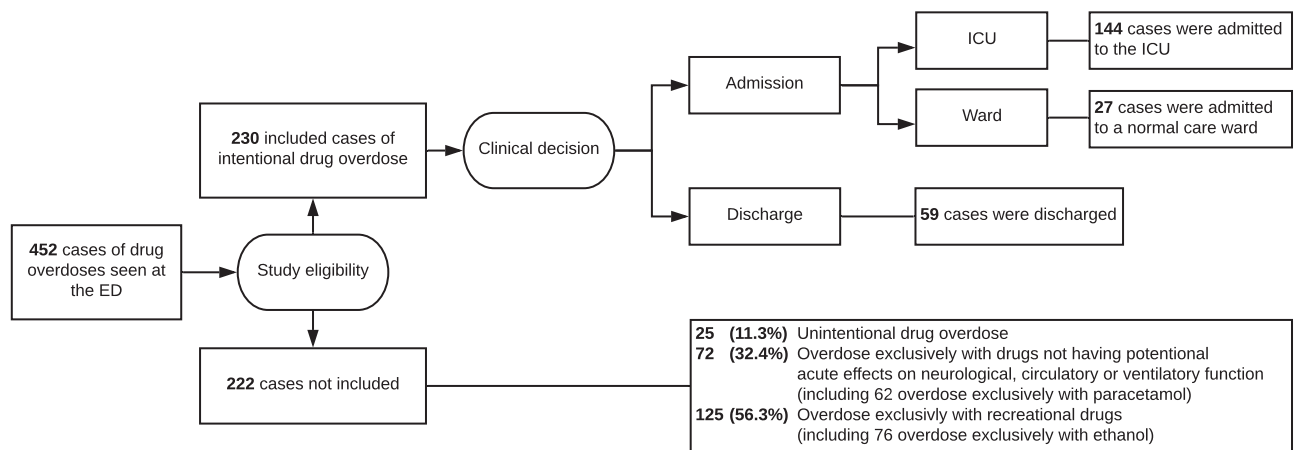 ICU
144 cases were admitted
to the ICU
Admission
Ward
27 cases were admitted
to a normal care ward
230 included cases of
intentional drug overdose
Clinical decision
Discharge
59 cases were discharged
452 cases of drug
overdoses seen at
the ED
Study eligibility
222 cases not included
25 (11.3%) Unintentional drug overdose
72 (32.4%) Overdose exclusively with drugs not having potentional
acute effects on neurological, circulatory or ventilatory function
(including 62 overdose exclusively with paracetamol)
125 (56.3%) Overdose exclusivly with recreational drugs
(including 76 overdose exclusively with ethanol)